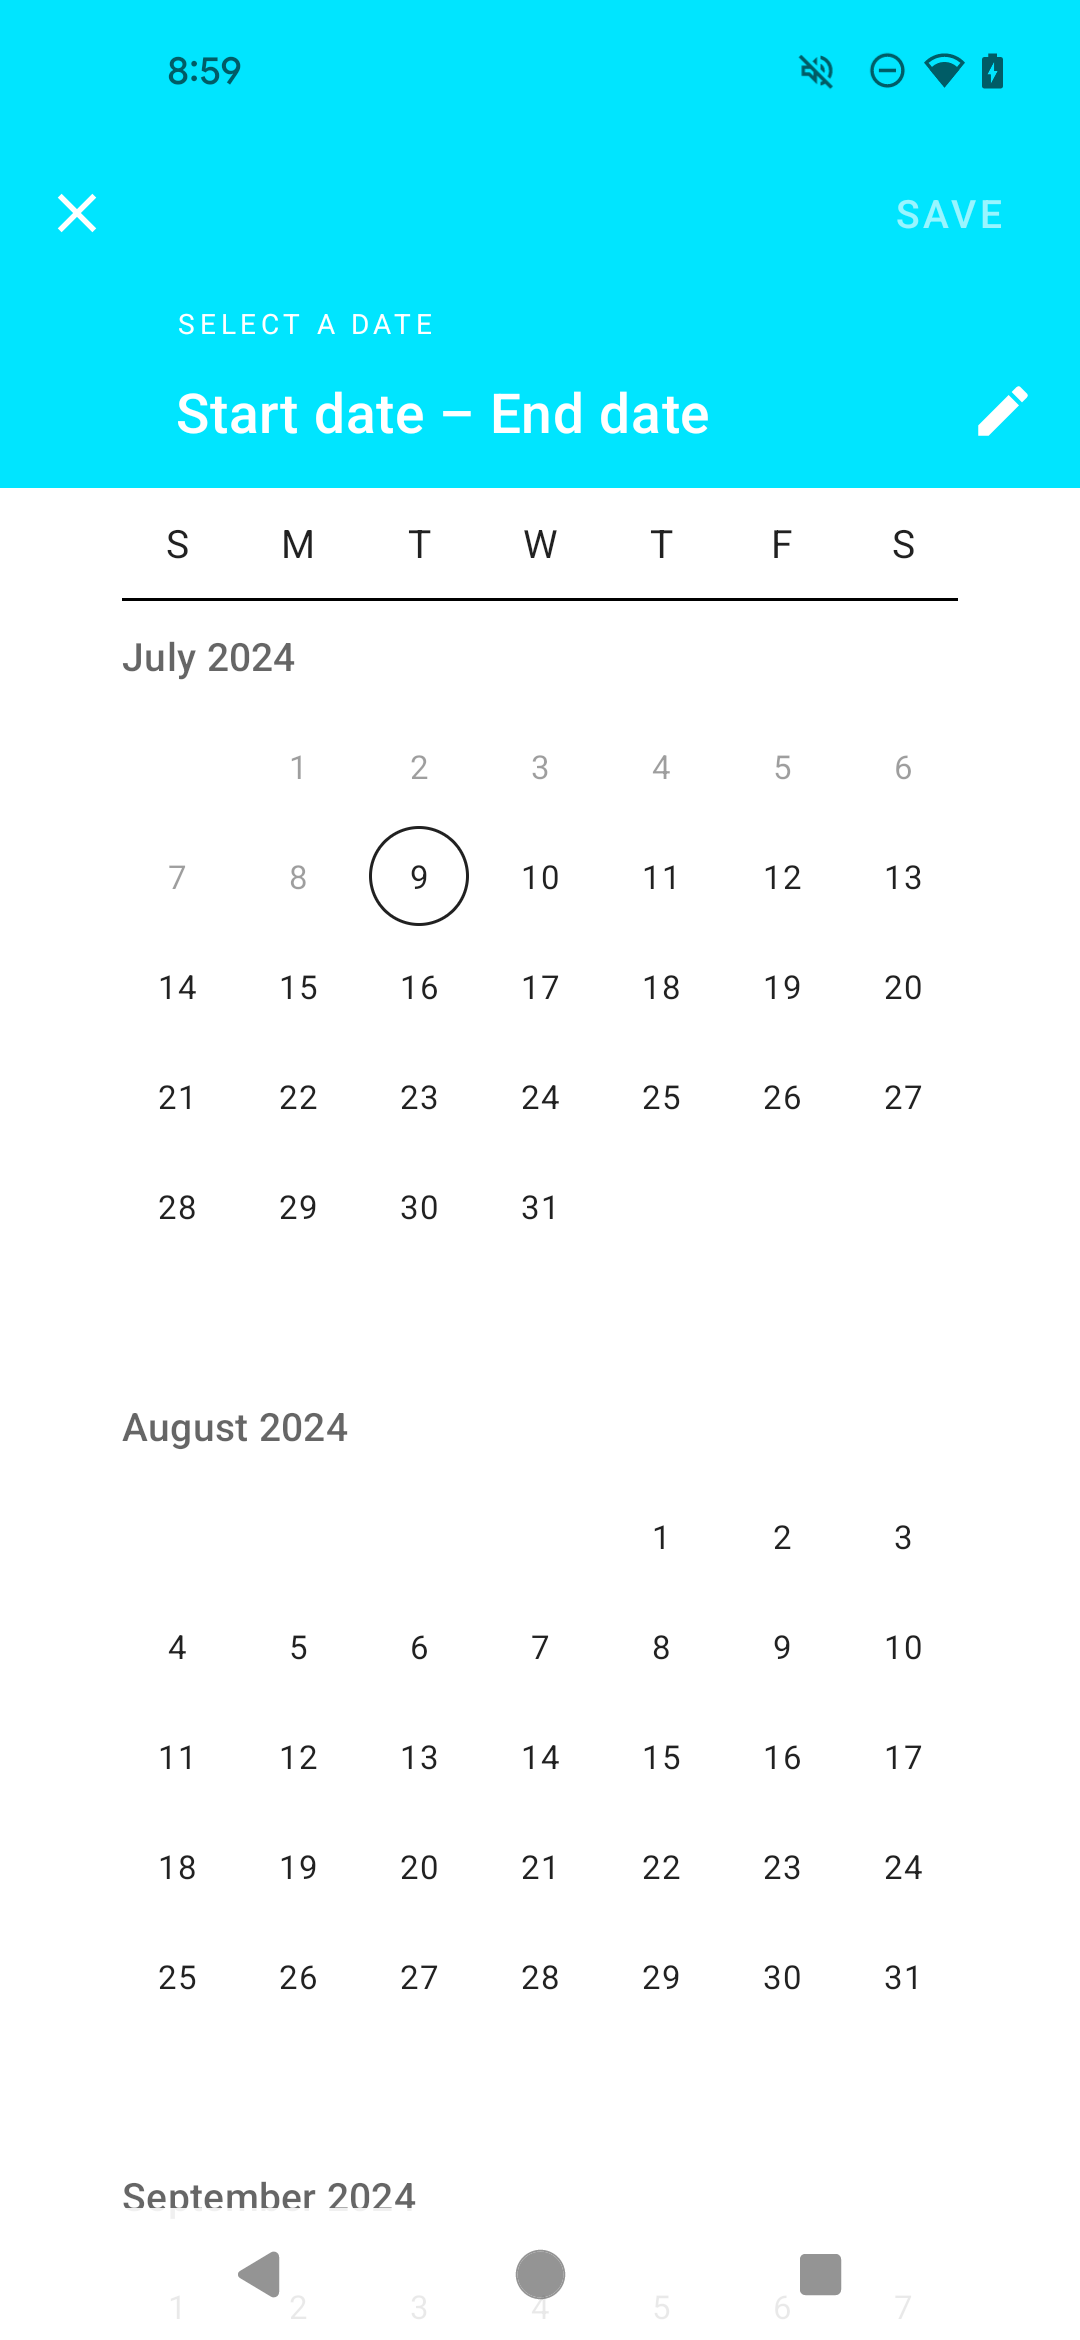 8:59
SAVE
SELECT A DATE
Start date – End date
S M T W T F S
July 2024
1 2 3 4 5 6
7 8 9 10 11 12 13
14 15 16 17 18 19 20
21 22 23 24 25 26 27
28 29 30 31
August 2024
1 2 3
4 5 6 7 8 9 10
11 12 13 14 15 16 17
18 19 20 21 22 23 24
25 26 27 28 29 30 31
September 2024
1 2 3 4 5 6 7